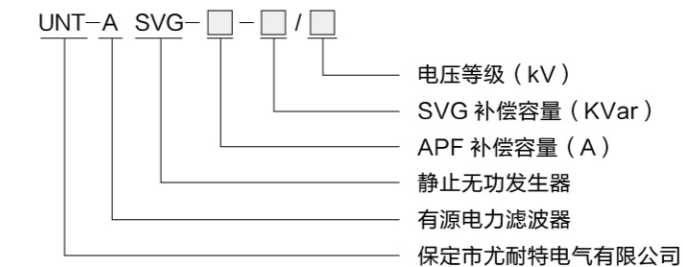 UNT-A SVG-□-□/□
电压等级（kV）
SVG 补偿容量（KVar）
APF 补偿容量（A）
静止无功发生器
有源电力滤波器
保定市尤耐特电气有限公司